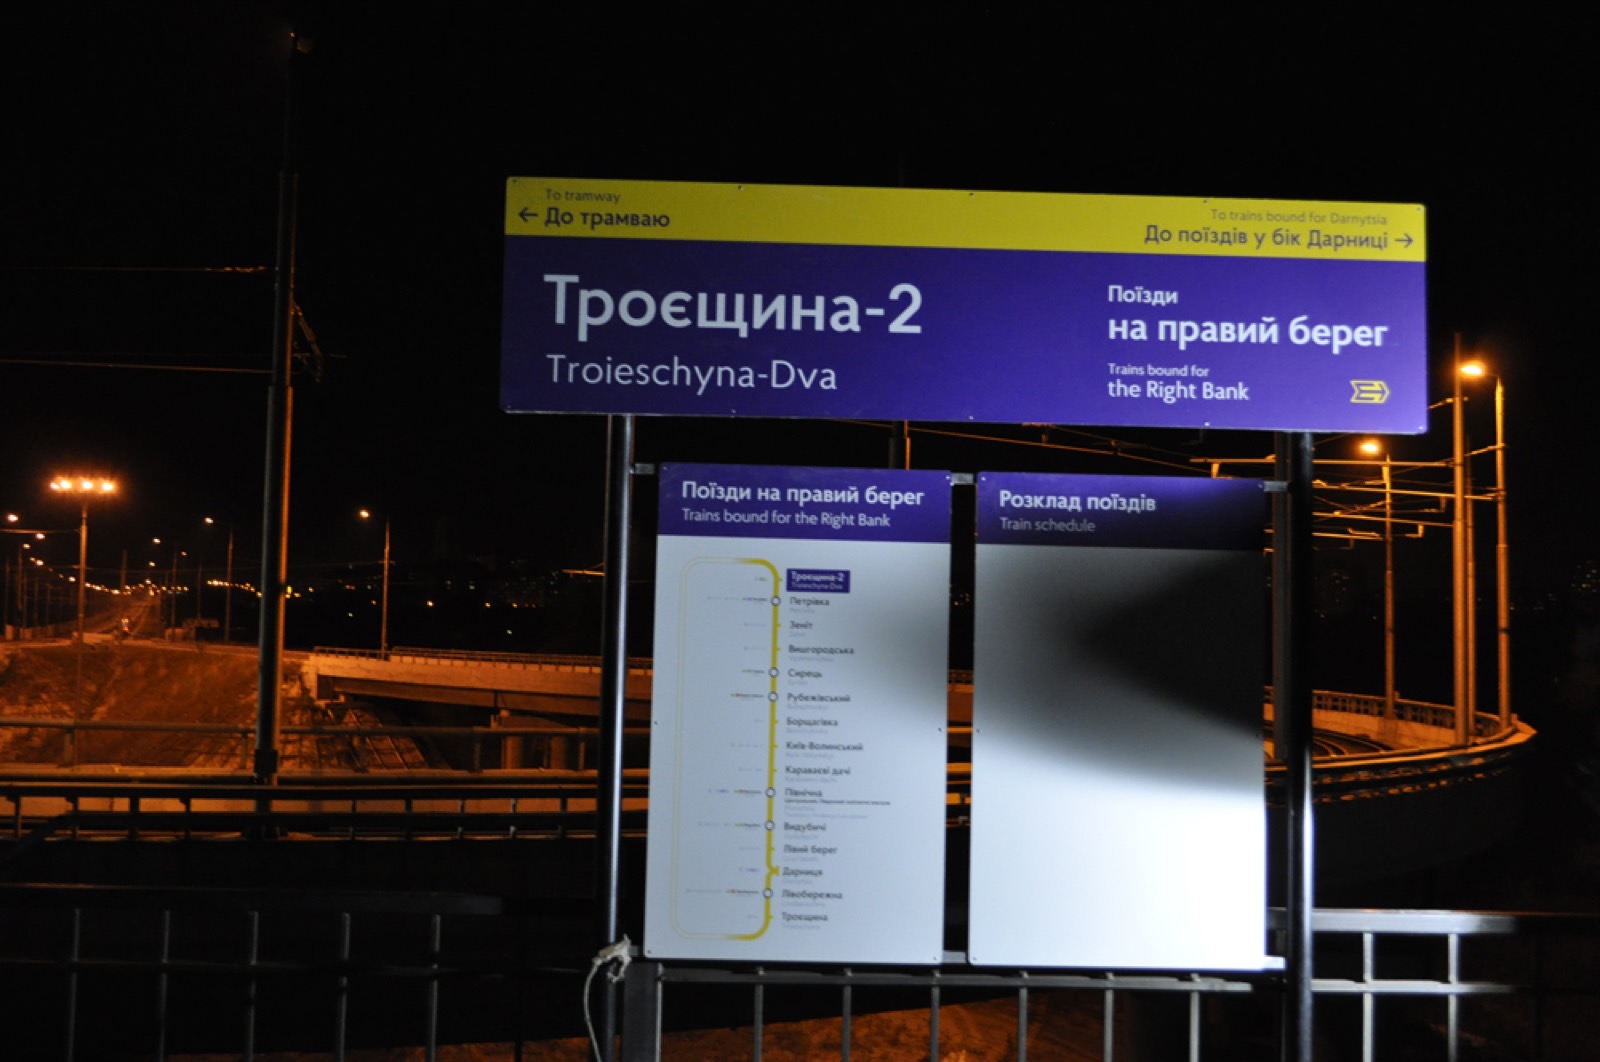 To tramway
← До трамваю
To trains bound for Darnytsia
До поїздів у бік Дарниці →
Троєщина-2
Troieschyna-Dva
Поїзди
на правий берег
Trains bound for
the Right Bank
Поїзди на правий берег
Trains bound for the Right Bank
Троєщина-2
Troieschyna-Dva
Петрівка
Зеніт
Вишгородська
Сирець
Рубежівський
Борщагівка
Київ-Волинський
Караваєві дачі
Північна
Видубичі
Лівий берег
Дарниця
Лівобережна
Троєщина
Розклад поїздів
Train schedule